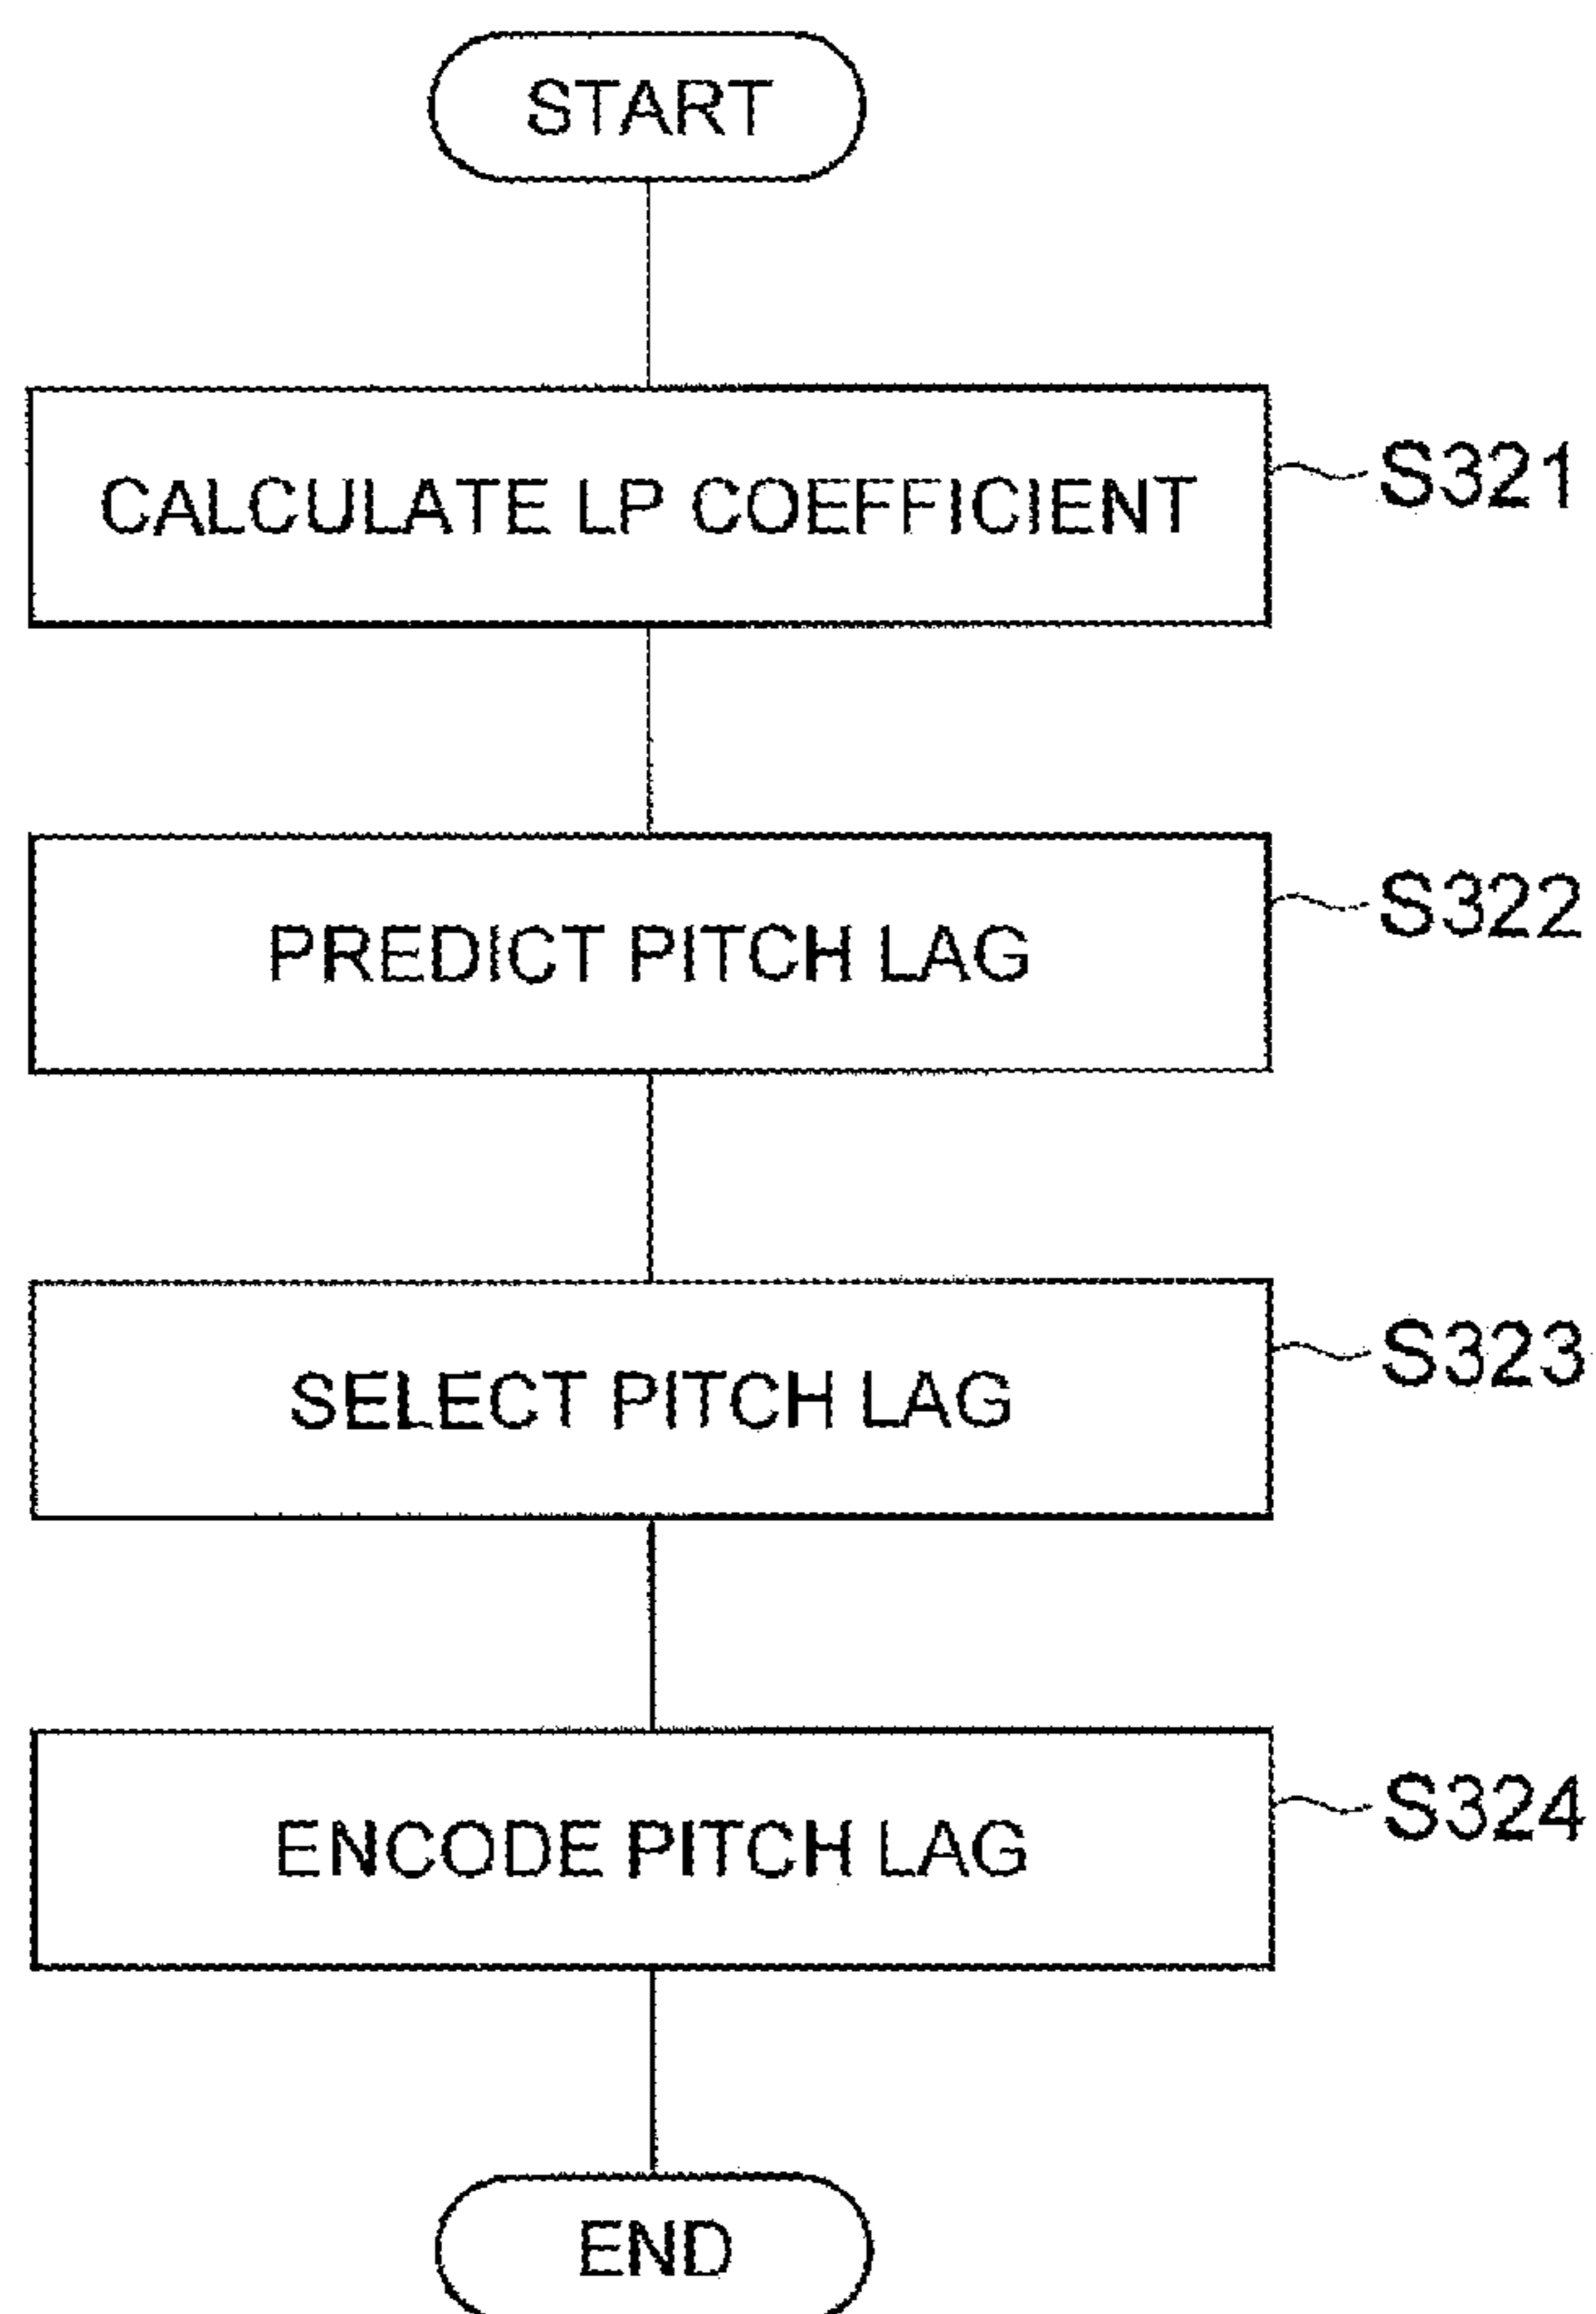 START
CALCULATE LP COEFFICIENT
S321
PREDICT PITCH LAG
S322
SELECT PITCH LAG
S323
ENCODE PITCH LAG
S324
END